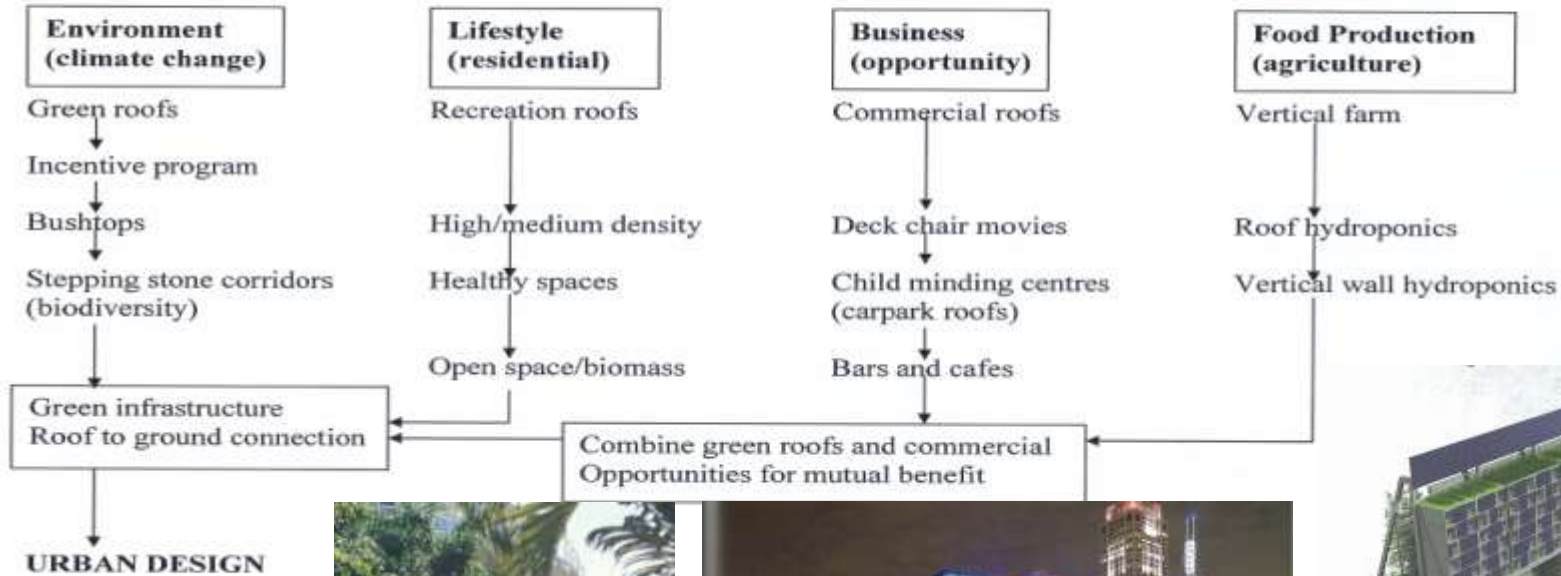 Environment
(climate change)
Green roofs
Incentive program
Bushtops
Stepping stone corridors
(biodiversity)
Green infrastructure
Roof to ground connection
URBAN DESIGN
Lifestyle
(residential)
Recreation roofs
High/medium density
Healthy spaces
Open space/biomass
Business
(opportunity)
Commercial roofs
Deck chair movies
Child minding centres
(carpark roofs)
Bars and cafes
Combine green roofs and commercial
Opportunities for mutual benefit
Food Production
(agriculture)
Vertical farm
Roof hydroponics
Vertical wall hydroponics